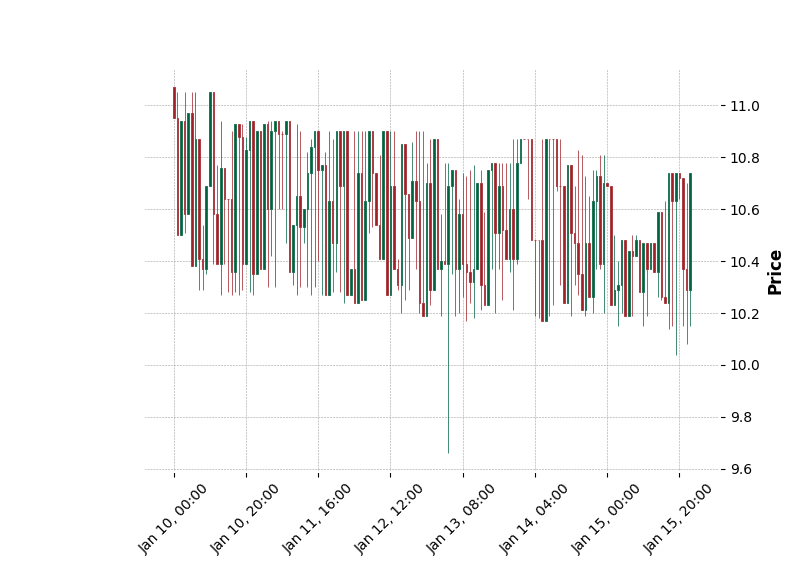 11.0
10.8
10.6
10.4
10.2
10.0
9.8
9.6
Price
Jan 10, 00:00
Jan 10, 20:00
Jan 11, 16:00
Jan 12, 12:00
Jan 13, 08:00
Jan 14, 04:00
Jan 15, 00:00
Jan 15, 20:00